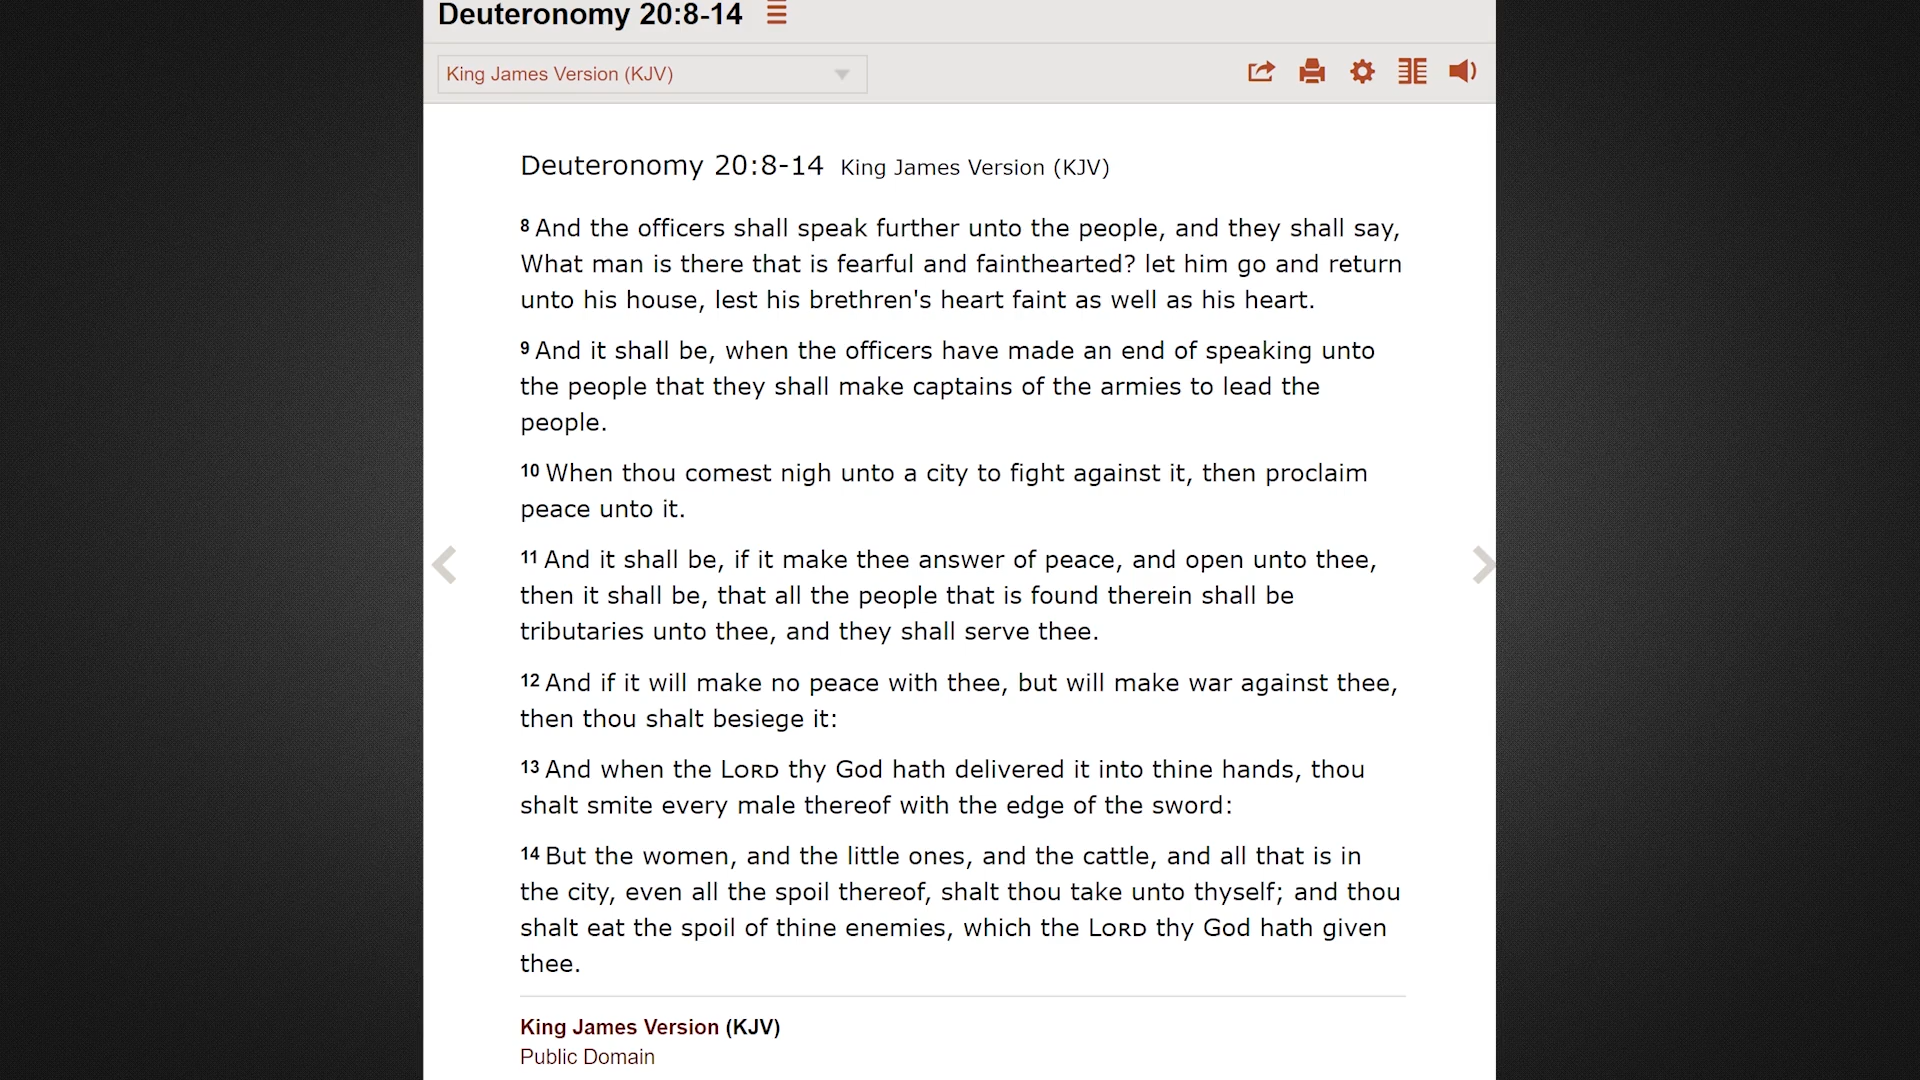 Deuteronomy 20:8-14
King James Version (KJV)
Deuteronomy 20:8-14 King James Version (KJV)
8 And the officers shall speak further unto the people, and they shall say,
What man is there that is fearful and fainthearted? let him go and return
unto his house, lest his brethren's heart faint as well as his heart.
9 And it shall be, when the officers have made an end of speaking unto
the people that they shall make captains of the armies to lead the
people.
10 When thou comest nigh unto a city to fight against it, then proclaim
peace unto it.
11 And it shall be, if it make thee answer of peace, and open unto thee,
then it shall be, that all the people that is found therein shall be
tributaries unto thee, and they shall serve thee.
12 And if it will make no peace with thee, but will make war against thee,
then thou shalt besiege it:
13 And when the LORD thy God hath delivered it into thine hands, thou
shalt smite every male thereof with the edge of the sword:
14 But the women, and the little ones, and the cattle, and all that is in
the city, even all the spoil thereof, shalt thou take unto thyself; and thou
shalt eat the spoil of thine enemies, which the LORD thy God hath given
thee.
King James Version (KJV)
Public Domain